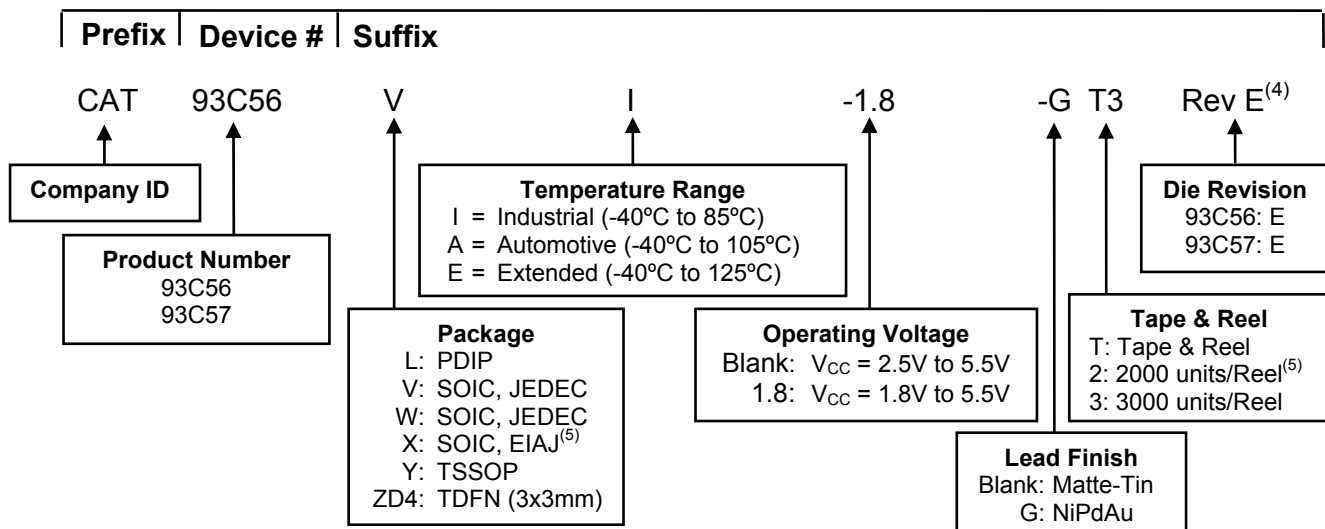 Prefix Device # Suffix
CAT 93C56 V I -1.8 -G T3 Rev E(4)
Company ID
Product Number
93C56
93C57
Temperature Range
I = Industrial (-40ºC to 85ºC)
A = Automotive (-40ºC to 105ºC)
E = Extended (-40ºC to 125ºC)
Die Revision
93C56: E
93C57: E
Package
L: PDIP
V: SOIC, JEDEC
W: SOIC, JEDEC
X: SOIC, EIAJ(5)
Y: TSSOP
ZD4: TDFN (3x3mm)
Operating Voltage
Blank: VCC = 2.5V to 5.5V
1.8: VCC = 1.8V to 5.5V
Tape & Reel
T: Tape & Reel
2: 2000 units/Reel(5)
3: 3000 units/Reel
Lead Finish
Blank: Matte-Tin
G: NiPdAu